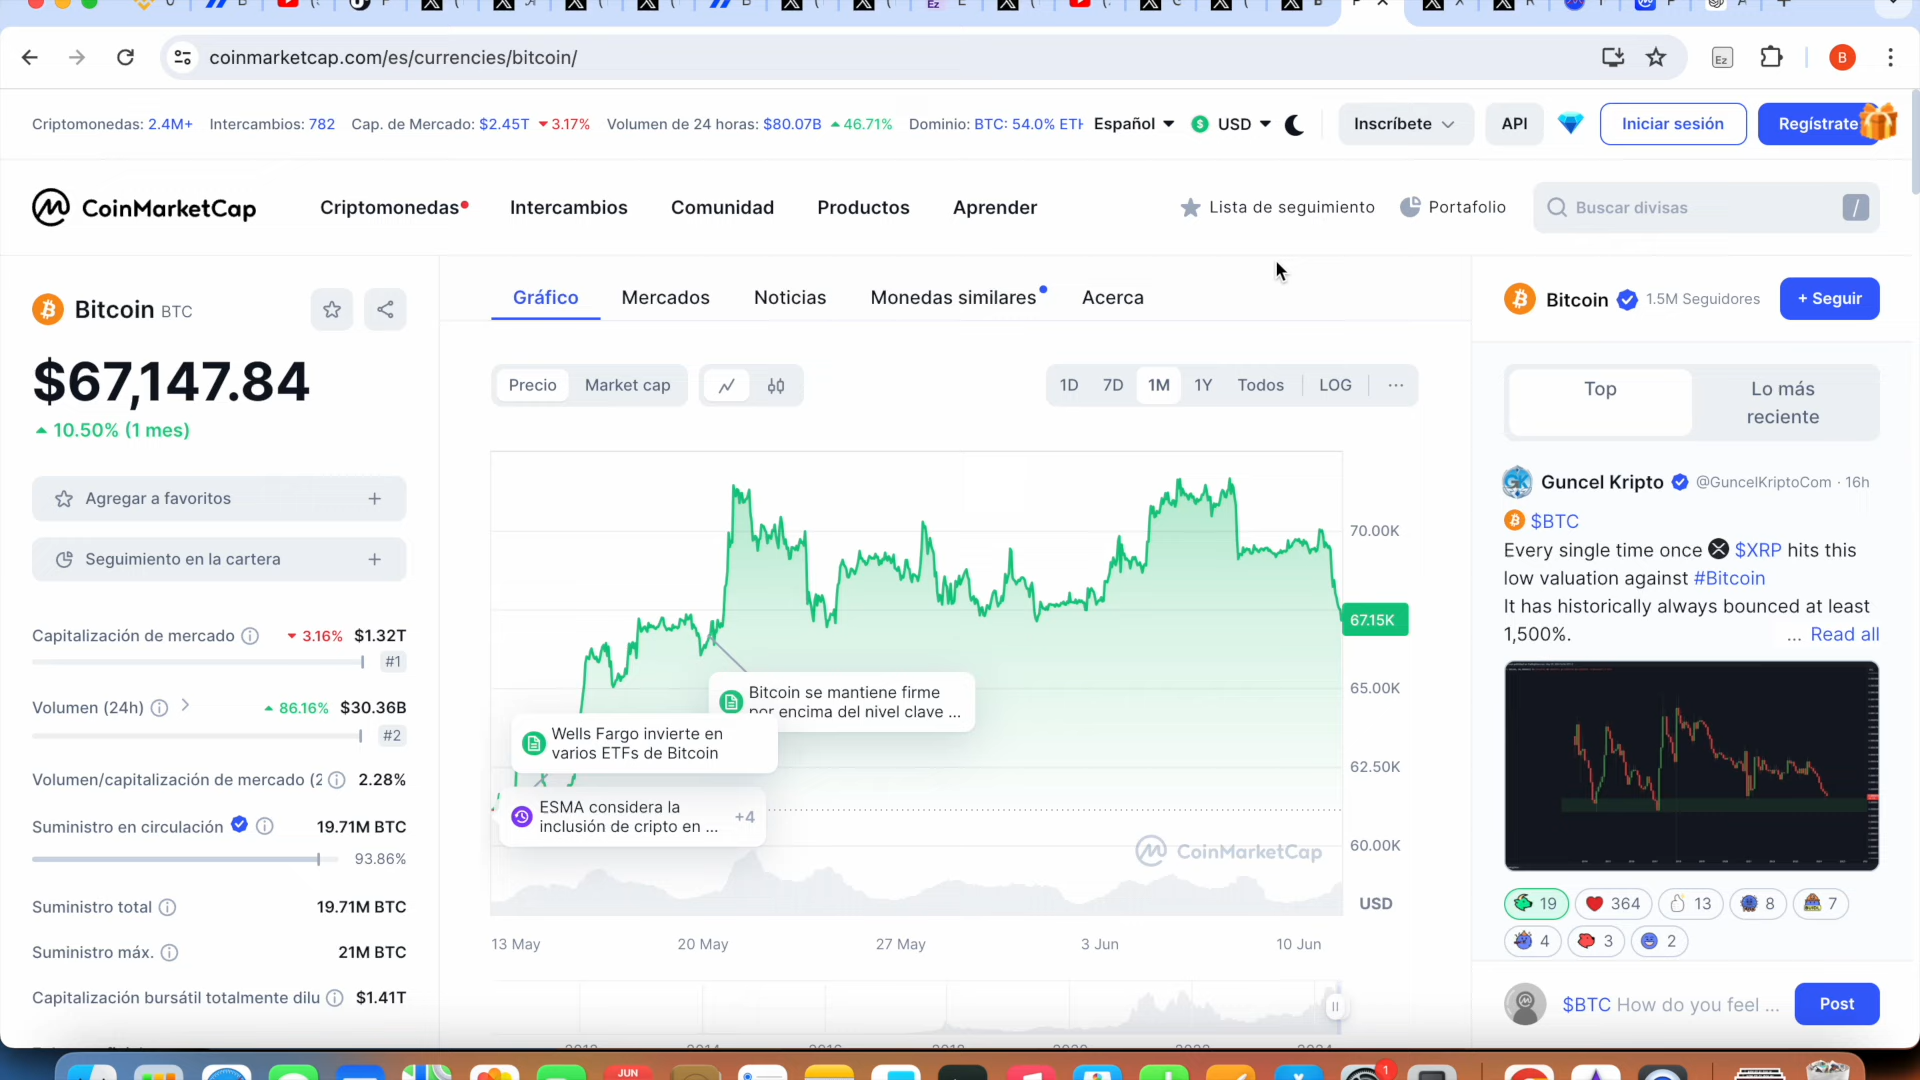 coinmarketcap.com/es/currencies/bitcoin/
Ez
B
Criptomonedas: 2.4M+ Intercambios: 782 Cap. de Mercado: $2.45T 3.17% Volumen de 24 horas: $80.07B 46.71% Dominio: BTC: 54.0% ETH Español USD Inscríbete API Iniciar sesión Regístrate
CoinMarketCap Criptomonedas Intercambios Comunidad Productos Aprender Lista de seguimiento Portafolio Buscar divisas /
Bitcoin BTC
$67,147.84
10.50% (1 mes)
Agregar a favoritos +
Seguimiento en la cartera +
Capitalización de mercado 3.16% $1.32T
#1
Volumen (24h) 86.16% $30.36B
#2
Volumen/capitalización de mercado (2 2.28%
Suministro en circulación 19.71M BTC
93.86%
Suministro total 19.71M BTC
Suministro máx. 21M BTC
Capitalización bursátil totalmente dilu $1.41T
Gráfico Mercados Noticias Monedas similares Acerca
Precio Market cap 1D 7D 1M 1Y Todos LOG ...
70.00K
67.15K
65.00K
62.50K
60.00K
USD
Bitcoin se mantiene firme
por encima del nivel clave ...
Wells Fargo invierte en
varios ETFs de Bitcoin
ESMA considera la
inclusión de cripto en ... +4
CoinMarketCap
13 May 20 May 27 May 3 Jun 10 Jun
Bitcoin 1.5M Seguidores + Seguir
Top Lo más
reciente
Guncel Kripto @GuncelKriptoCom · 16h
$BTC
Every single time once $XRP hits this
low valuation against #Bitcoin
It has historically always bounced at least
1,500%. ... Read all
19 364 13 8 7
4 3 2
$BTC How do you feel ... Post
JUN
1